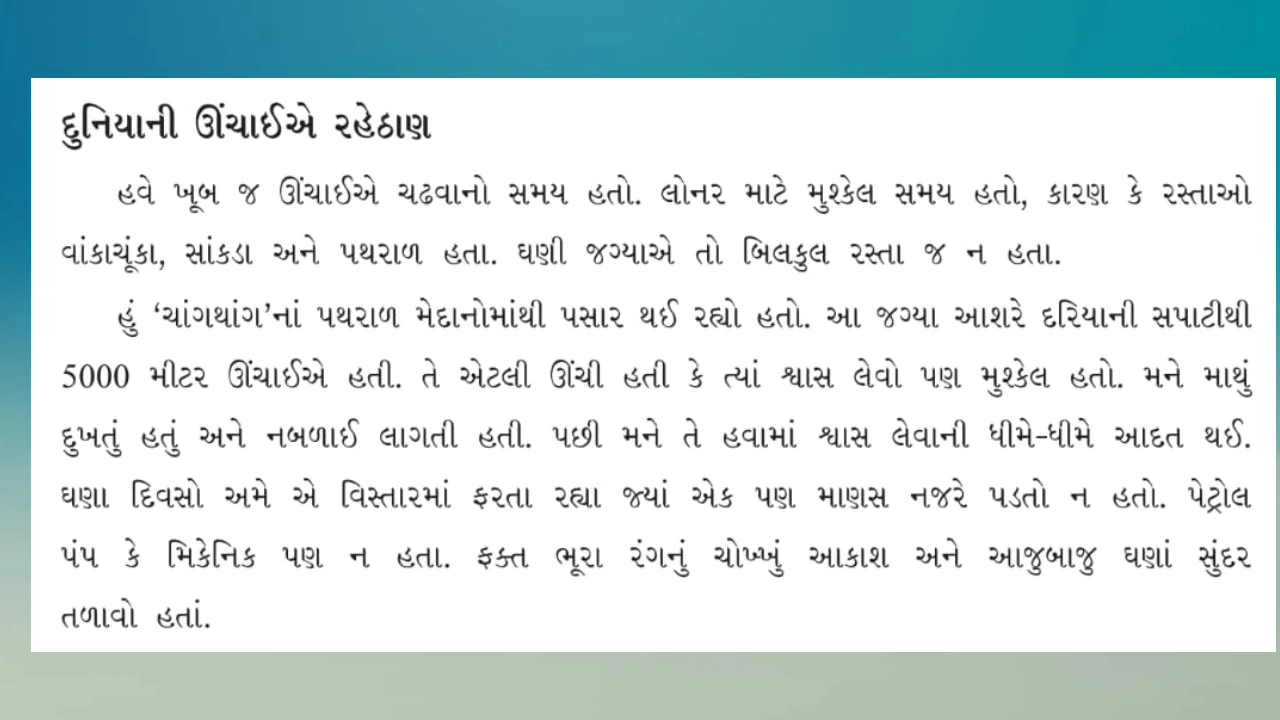 દુનિયાની ઊંચાઈએ રહેઠાણ
હવે ખૂબ જ ઊંચાઈએ ચઢવાનો સમય હતો. લોનર માટે મુશ્કેલ સમય હતો, કારણ કે રસ્તાઓ
વાંકાચૂંકા, સાંકડા અને પથરાળ હતા. ઘણી જગ્યાએ તો બિલકુલ રસ્તા જ ન હતા.
હું ‘ચાંગથાંગ’નાં પથરાળ મેદાનોમાંથી પસાર થઈ રહ્યો હતો. આ જગ્યા આશરે દરિયાની સપાટીથી
5000 મીટર ઊંચાઈએ હતી. તે એટલી ઊંચી હતી કે ત્યાં શ્વાસ લેવો પણ મુશ્કેલ હતો. મને માથું
દુખતું હતું અને નબળાઈ લાગતી હતી. પછી મને તે હવામાં શ્વાસ લેવાની ધીમે-ધીમે આદત થઈ.
ઘણા દિવસો અમે એ વિસ્તારમાં ફરતા રહ્યા જ્યાં એક પણ માણસ નજરે પડતો ન હતો. પેટ્રોલ
પંપ કે મિકેનિક પણ ન હતા. ફક્ત ભૂરા રંગનું ચોખ્ખું આકાશ અને આજુબાજુ ઘણાં સુંદર
તળાવો હતાં.